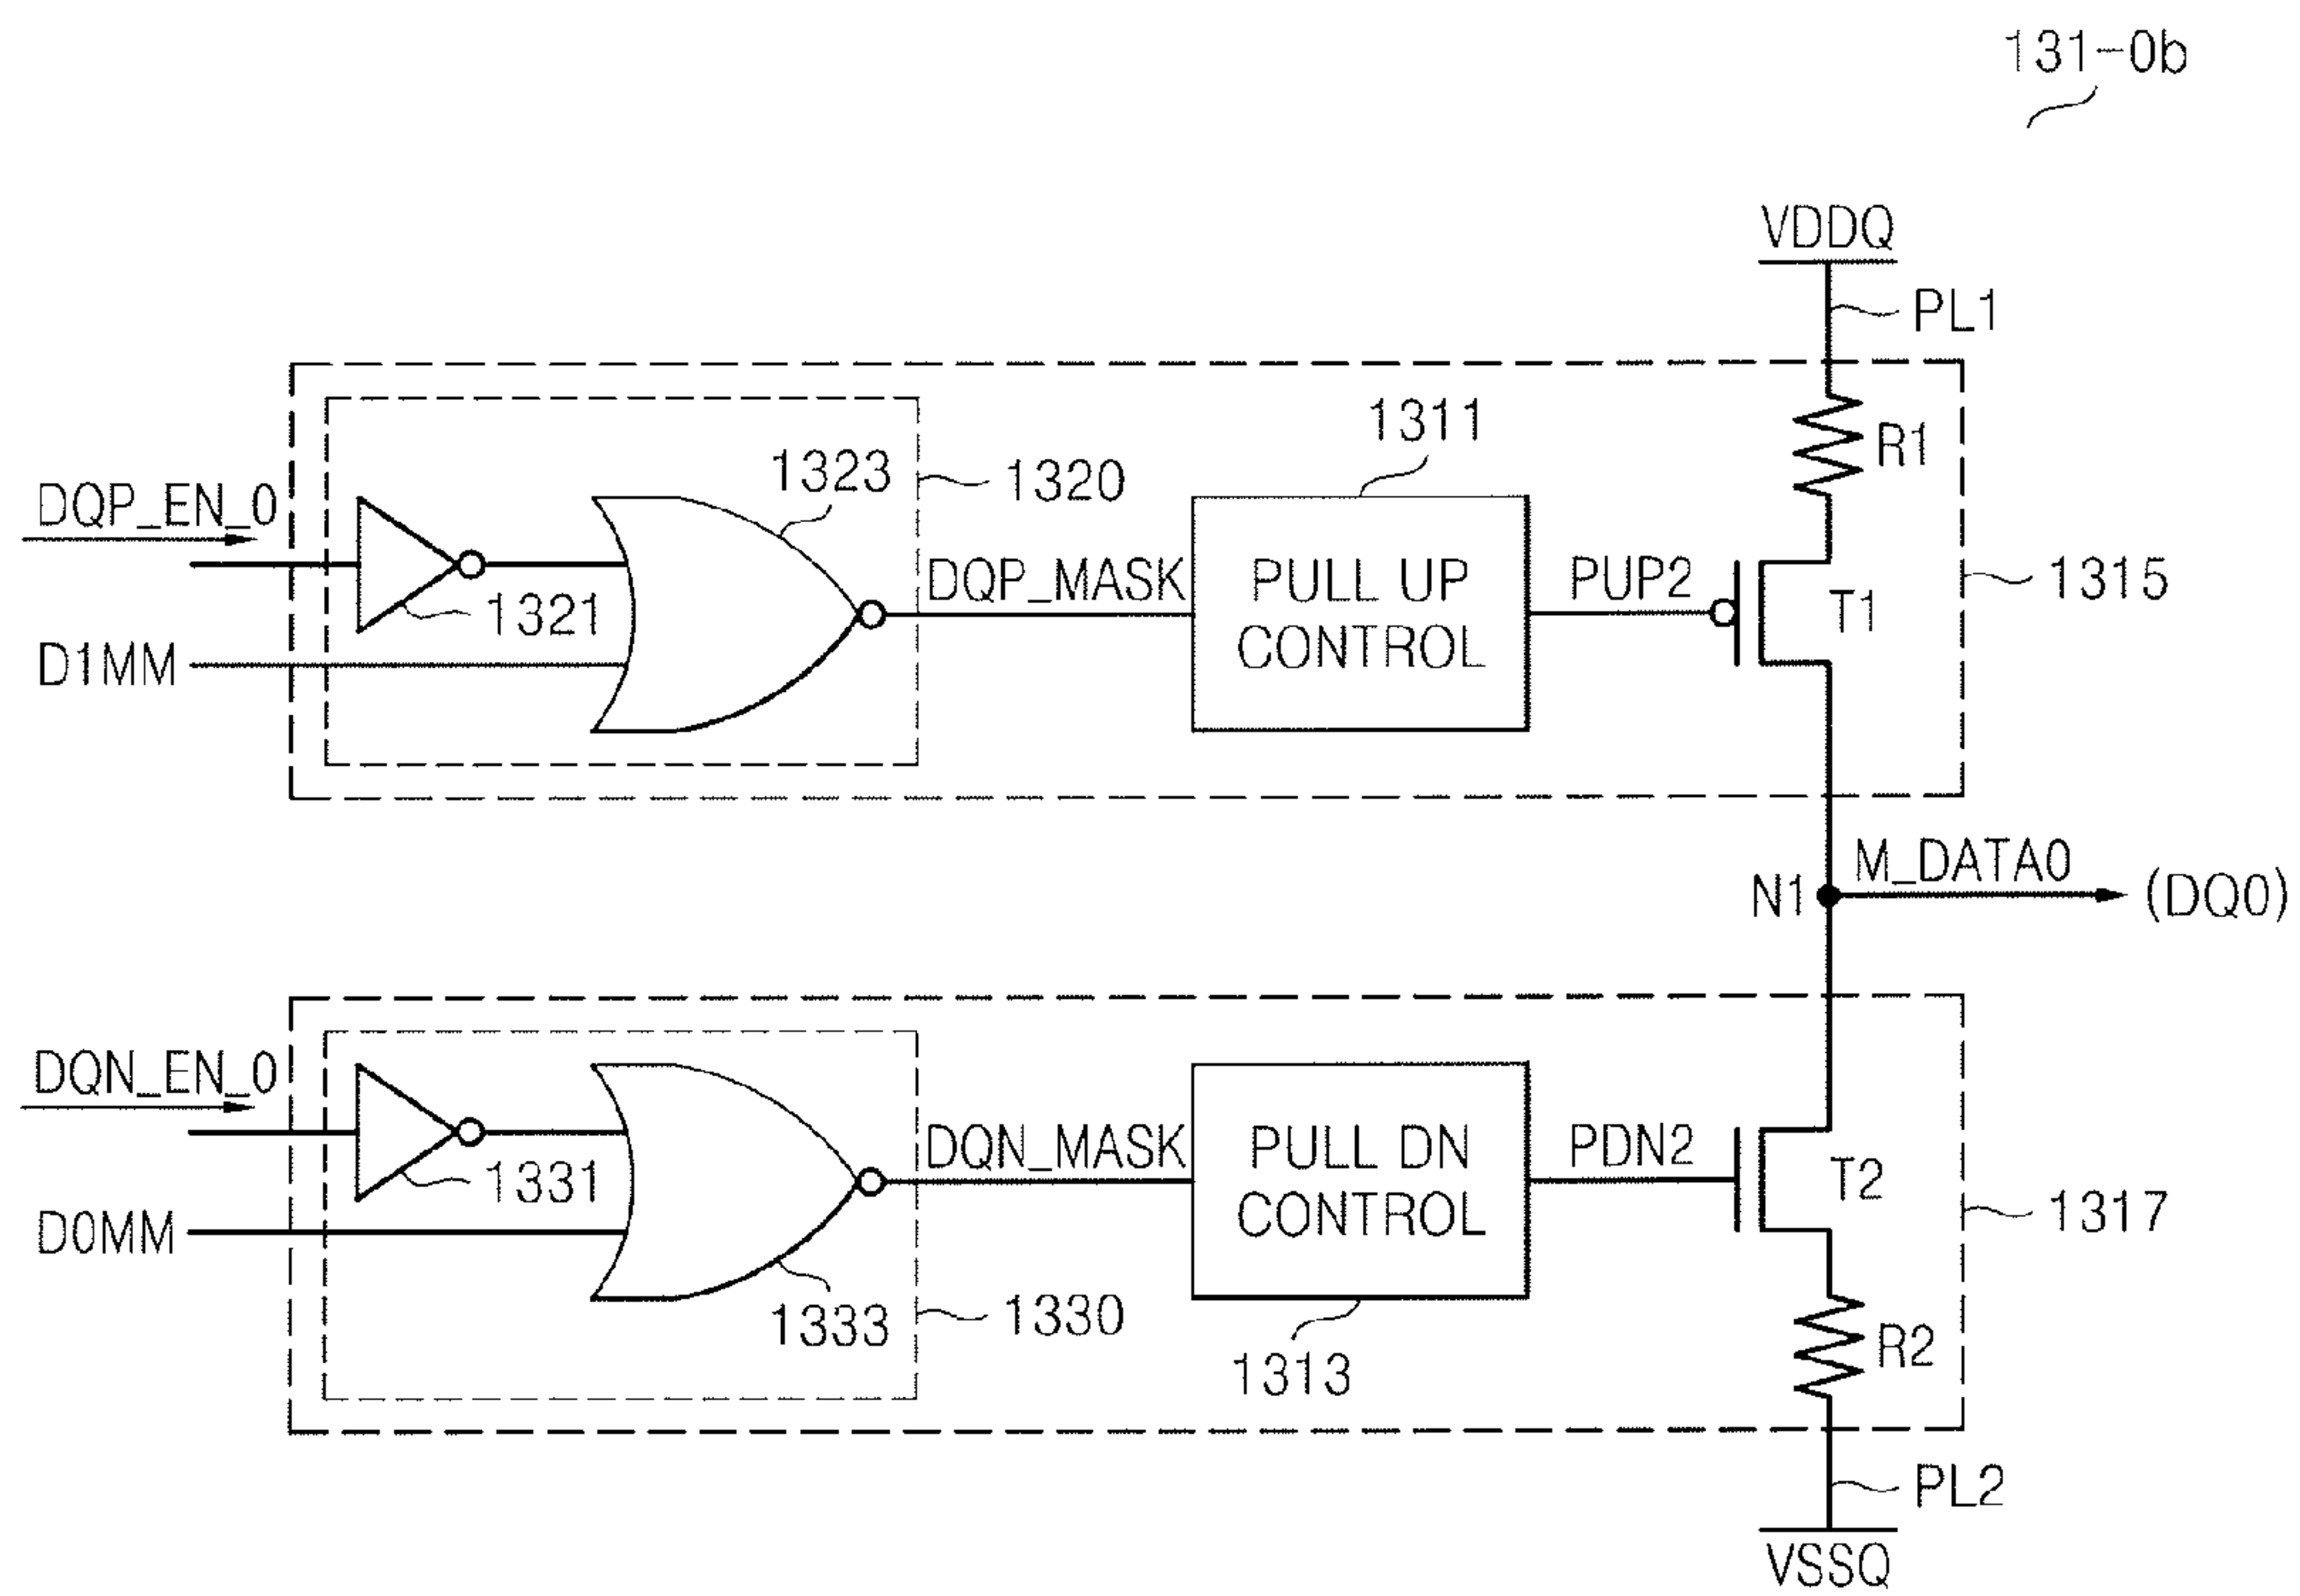 131-0b
VDDQ
PL1
1311
R1
1323
1320
DQP_EN_0
DQP_MASK
PULL UP
CONTROL
PUP2
T1
1315
1321
D1MM
M_DATA0
N1
(DQ0)
DQN_EN_0
DQN_MASK
PULL DN
CONTROL
PDN2
T2
1317
1331
D0MM
1333
1330
1313
R2
PL2
VSSQ